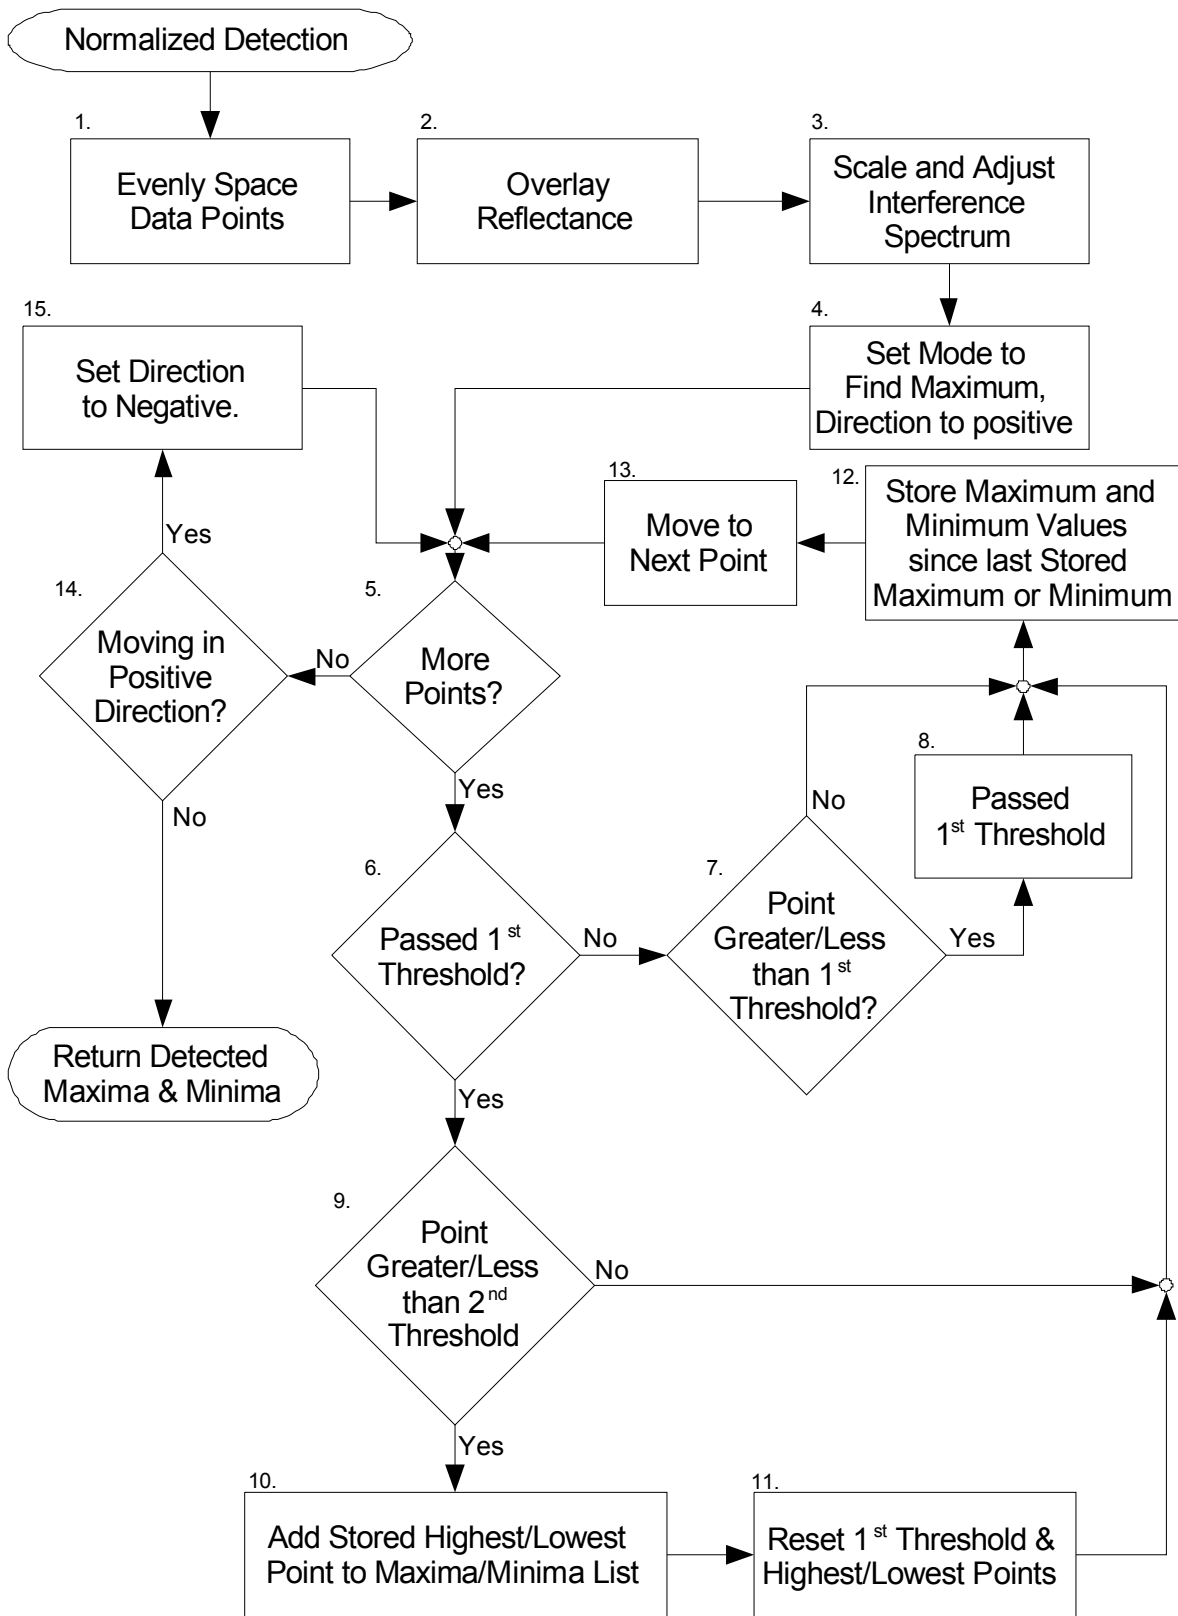 Normalized Detection
1.
Evenly Space
Data Points
2.
Overlay
Reflectance
3.
Scale and Adjust
Interference
Spectrum
4.
Set Mode to
Find Maximum,
Direction to positive
15.
Set Direction
to Negative.
13.
Move to
Next Point
12.
Store Maximum and
Minimum Values
since last Stored
Maximum or Minimum
Yes
14.
Moving in
Positive
Direction?
No
5.
More
Points?
No
Yes
8.
Passed
1st Threshold
6.
Passed 1st
Threshold?
No
Yes
7.
Point
Greater/Less
than 1st
Threshold?
No
Yes
Return Detected
Maxima & Minima
9.
Point
Greater/Less
than 2nd
Threshold
No
Yes
10.
Add Stored Highest/Lowest
Point to Maxima/Minima List
11.
Reset 1st Threshold &
Highest/Lowest Points